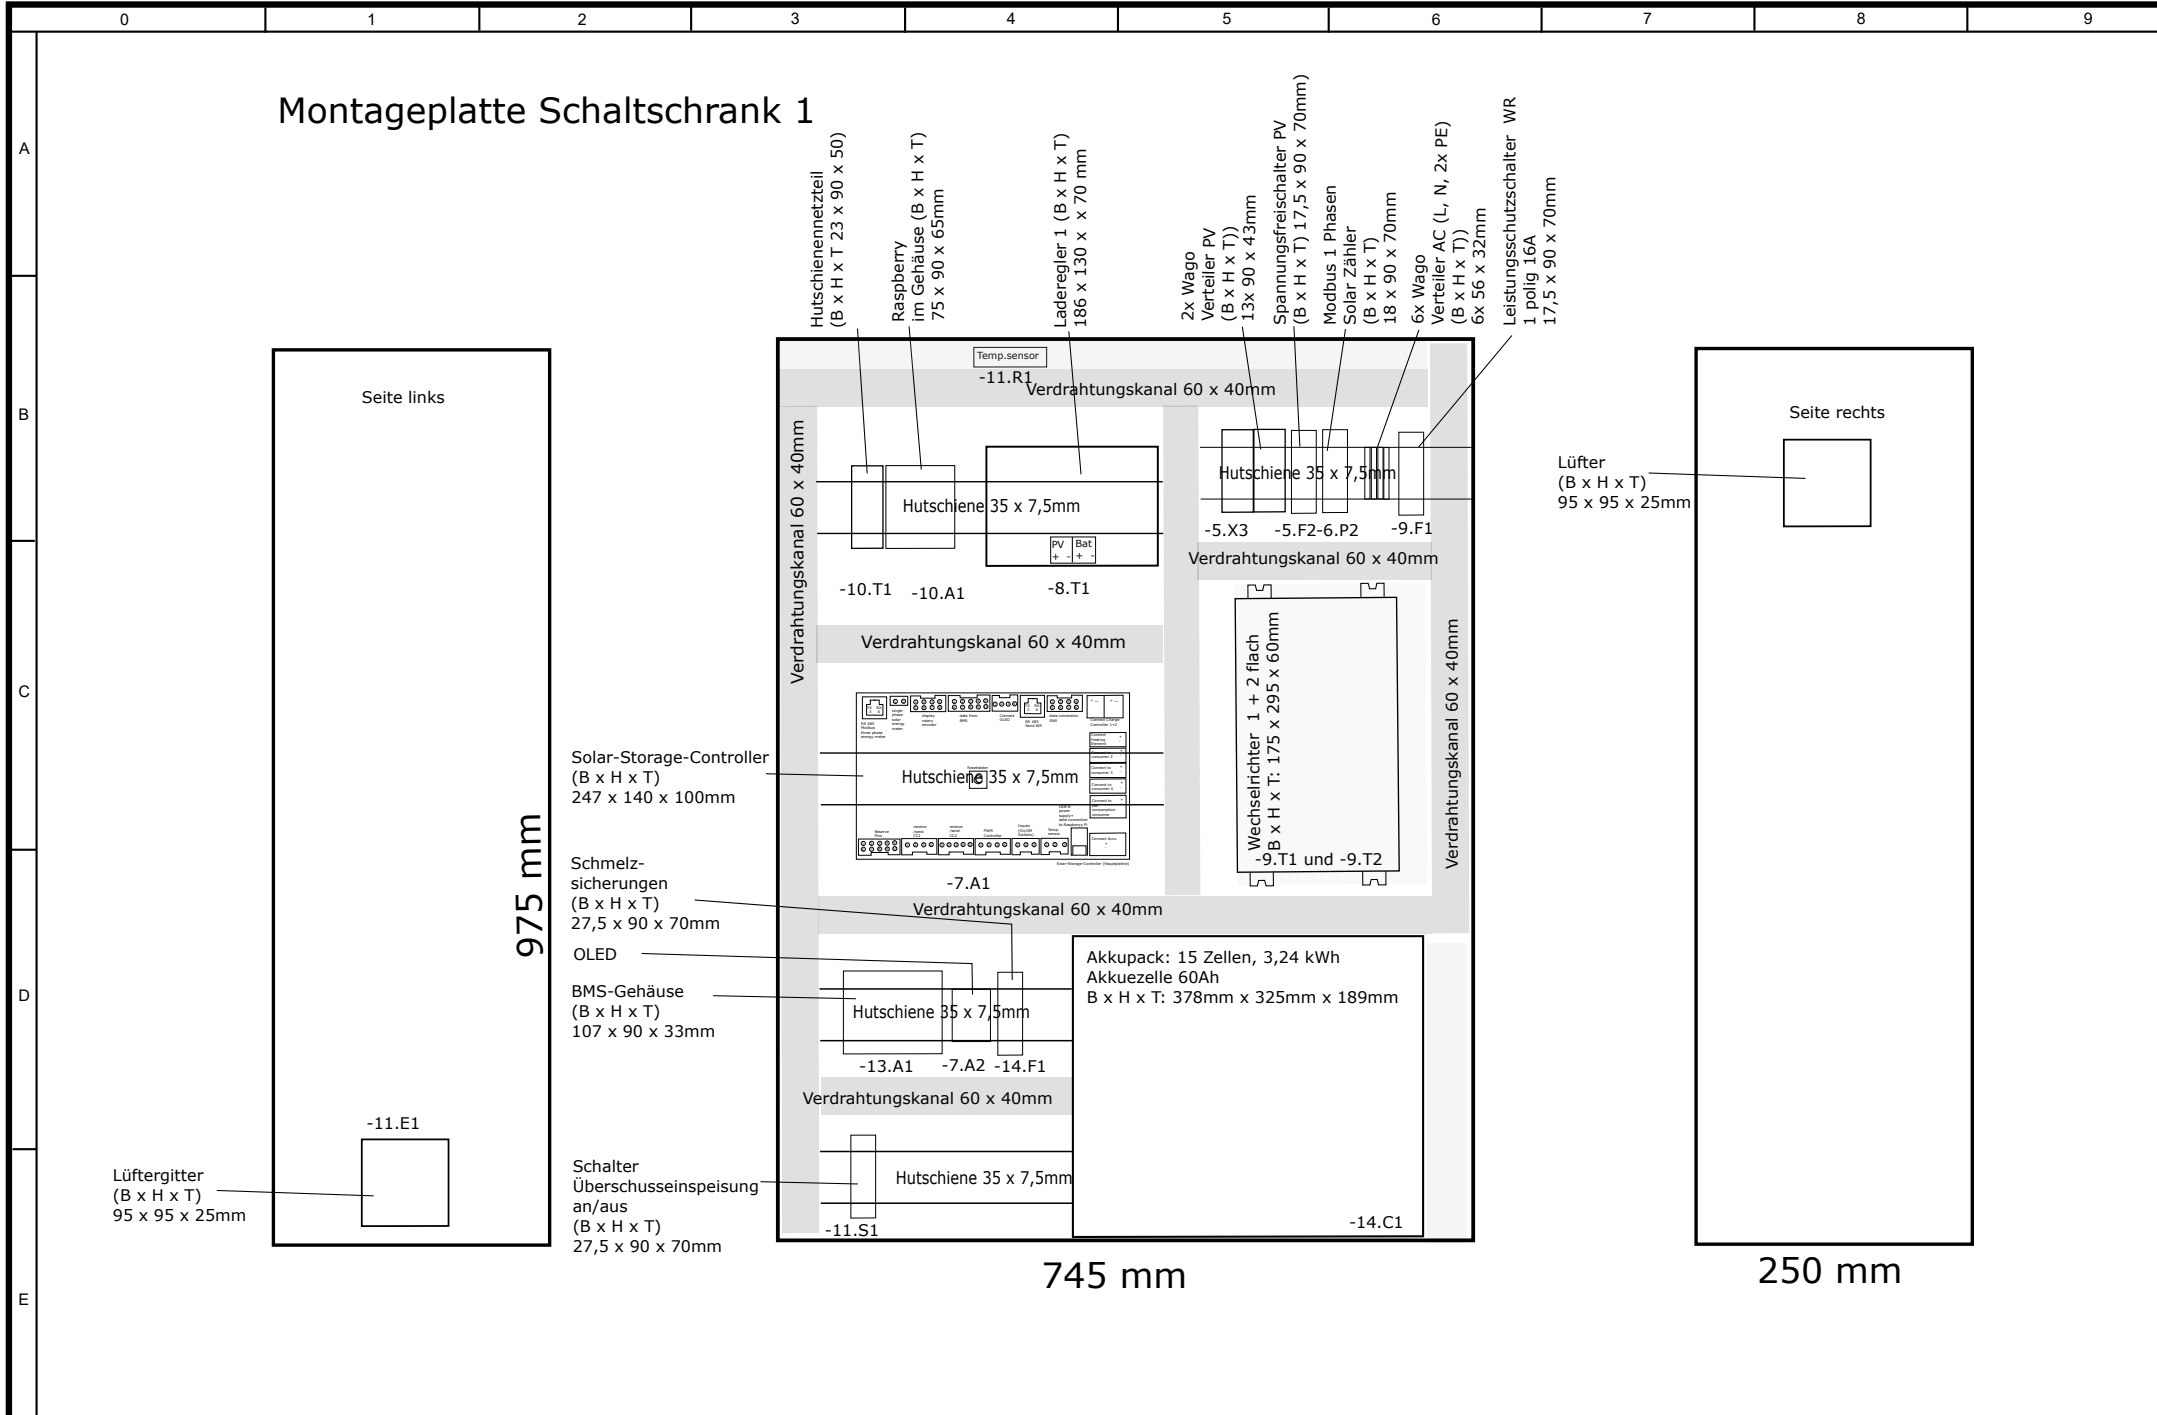 0 1 2 3 4 5 6 7 8 9
A
B
C
D
E
Montageplatte Schaltschrank 1
Hutschienennetzteil
(B x H x T 23 x 90 x 50)
Raspberry
im Gehäuse (B x H x T)
75 x 90 x 65mm
Laderegler 1 (B x H x T)
186 x 130 x x 70 mm
2x Wago
Verteiler PV
(B x H x T))
13x 90 x 43mm
Spannungsfreischalter PV
(B x H x T) 17,5 x 90 x 70mm)
Modbus 1 Phasen
Solar Zähler
(B x H x T)
18 x 90 x 70mm
6x Wago
Verteiler AC (L, N, 2x PE)
(B x H x T))
6x 56 x 32mm
Leistungsschutzschalter WR
1 polig 16A
17,5 x 90 x 70mm
Seite links
975 mm
-11.E1
Lüftergitter
(B x H x T)
95 x 95 x 25mm
Temp.sensor
-11.R1
Verdrahtungskanal 60 x 40mm
Verdrahtungskanal 60 x 40mm
Hutschiene 35 x 7,5mm
PV Bat
+ - + -
-10.T1
-10.A1
-8.T1
Hutschiene 35 x 7,5mm
-5.X3
-5.F2
-6.P2
-9.F1
Verdrahtungskanal 60 x 40mm
Verdrahtungskanal 60 x 40mm
Wechselrichter 1 + 2 flach
B x H x T: 175 x 295 x 60mm
-9.T1 und -9.T2
Verdrahtungskanal 60 x 40mm
Solar-Storage-Controller
(B x H x T)
247 x 140 x 100mm
Hutschiene 35 x 7,5mm
-7.A1
Verdrahtungskanal 60 x 40mm
Schmelz-
sicherungen
(B x H x T)
27,5 x 90 x 70mm
OLED
BMS-Gehäuse
(B x H x T)
107 x 90 x 33mm
Hutschiene 35 x 7,5mm
-13.A1
-7.A2
-14.F1
Verdrahtungskanal 60 x 40mm
Schalter
Überschusseinspeisung
an/aus
(B x H x T)
27,5 x 90 x 70mm
Hutschiene 35 x 7,5mm
-11.S1
Akkupack: 15 Zellen, 3,24 kWh
Akkuezelle 60Ah
B x H x T: 378mm x 325mm x 189mm
-14.C1
745 mm
Seite rechts
Lüfter
(B x H x T)
95 x 95 x 25mm
250 mm